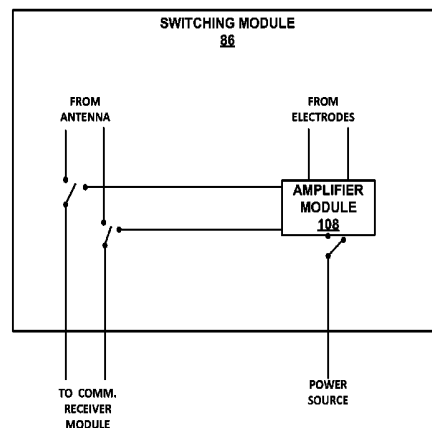 SWITCHING MODULE
86
FROM
ANTENNA
FROM
ELECTRODES
AMPLIFIER
MODULE
108
TO COMM.
RECEIVER
MODULE
POWER
SOURCE